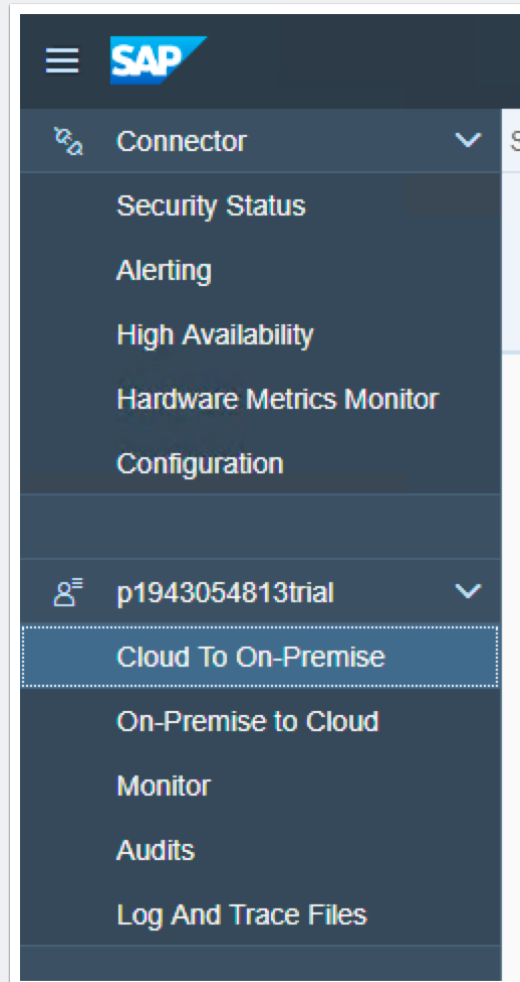 SAP
Connector
S
Security Status
Alerting
High Availability
Hardware Metrics Monitor
Configuration
p1943054813trial
Cloud To On-Premise
On-Premise to Cloud
Monitor
Audits
Log And Trace Files